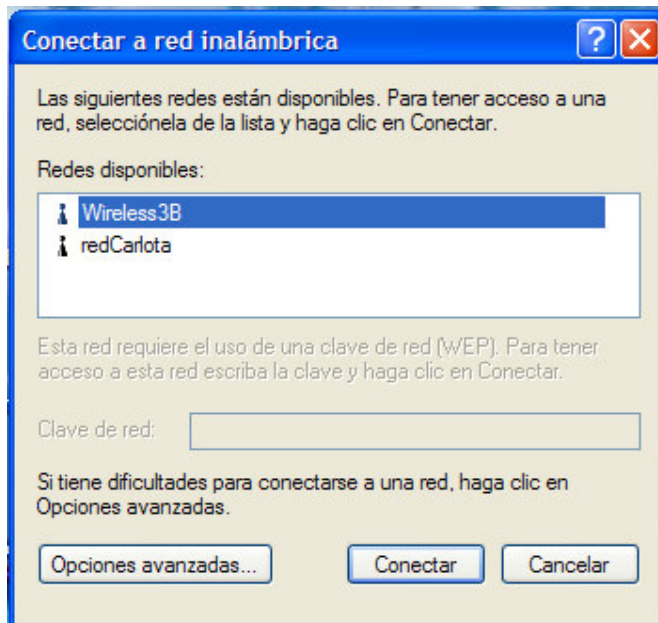 Conectar a red inalámbrica
Las siguientes redes están disponibles. Para tener acceso a una
red, selecciónela de la lista y haga clic en Conectar.
Redes disponibles:
Wireless3B
redCarlota
Esta red requiere el uso de una clave de red (WEP). Para tener
acceso a esta red escriba la clave y haga clic en Conectar.
Clave de red:
Si tiene dificultades para conectarse a una red, haga clic en
Opciones avanzadas.
Opciones avanzadas... Conectar Cancelar